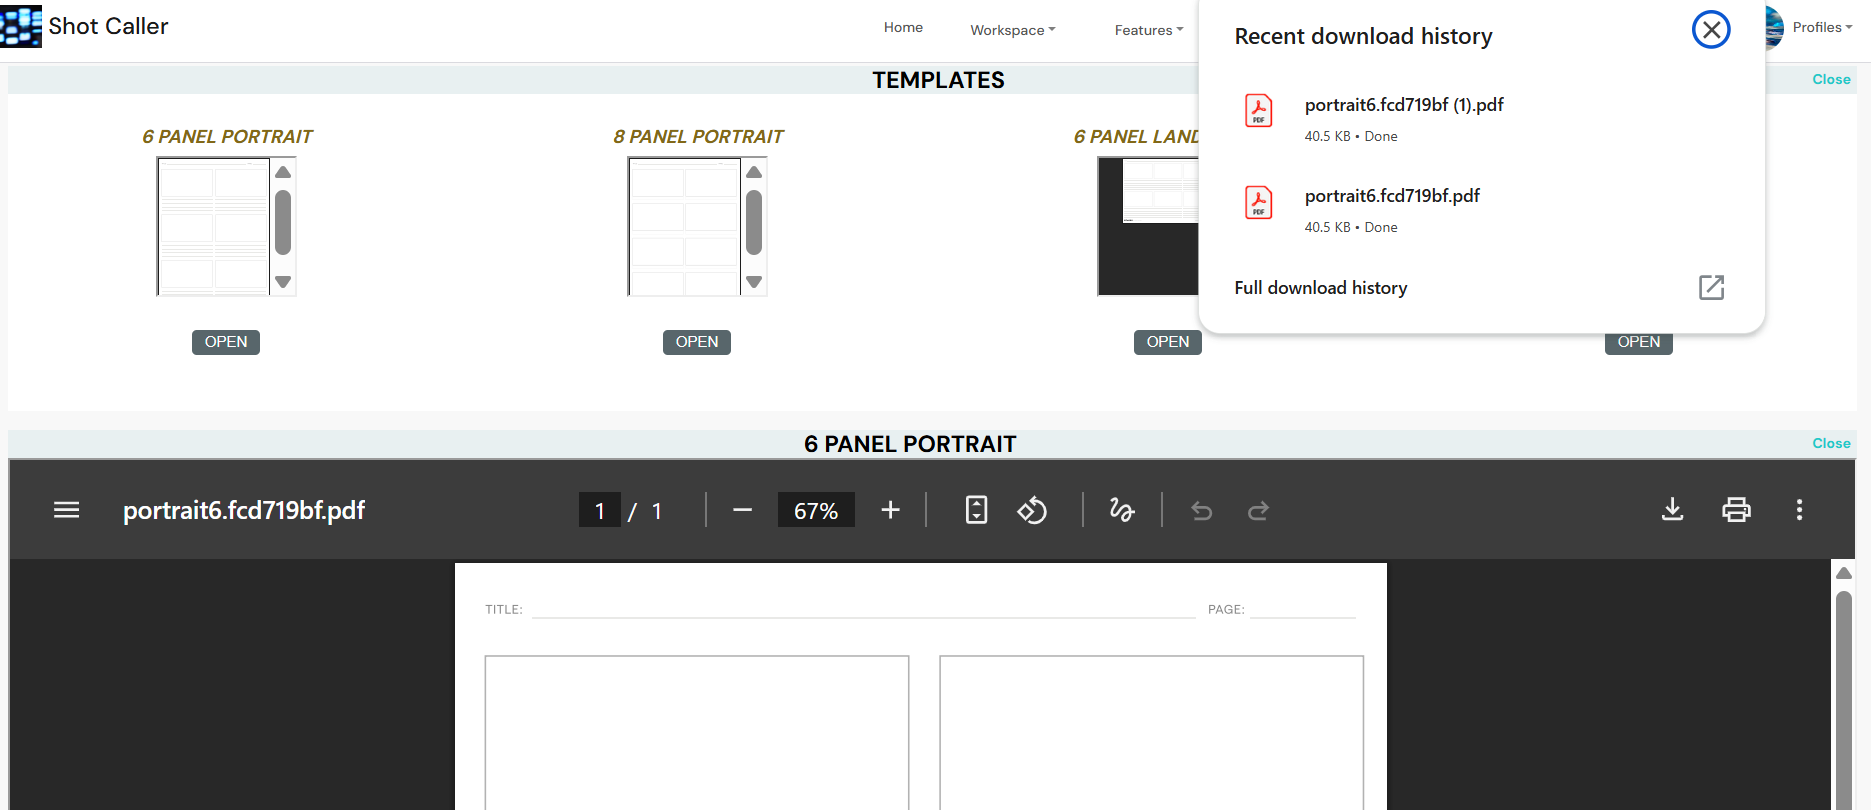 Shot Caller
Home
Workspace
Features
Profiles
Recent download history
portrait6.fcd719bf (1).pdf
40.5 KB • Done
portrait6.fcd719bf.pdf
40.5 KB • Done
Full download history
TEMPLATES
Close
6 PANEL PORTRAIT
8 PANEL PORTRAIT
6 PANEL LAND
OPEN
OPEN
OPEN
OPEN
6 PANEL PORTRAIT
Close
portrait6.fcd719bf.pdf
1 / 1
67%
TITLE:
PAGE: